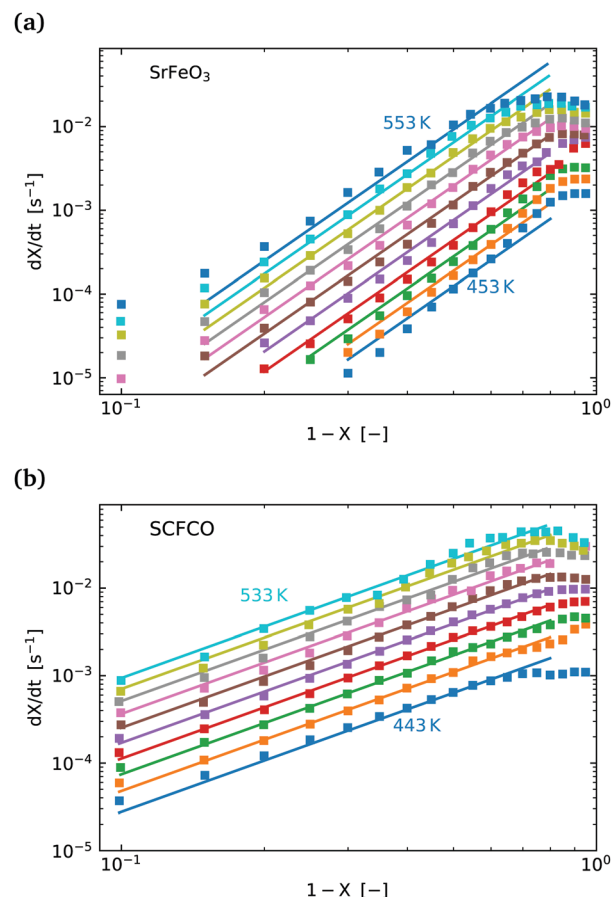 (a)
SrFeO₃
553 K
453 K
10⁻²
10⁻³
10⁻⁴
10⁻⁵
dX/dt [s⁻¹]
10⁻¹
10⁰
1 − X [−]
(b)
SCFCO
533 K
443 K
10⁻²
10⁻³
10⁻⁴
10⁻⁵
dX/dt [s⁻¹]
10⁻¹
10⁰
1 − X [−]